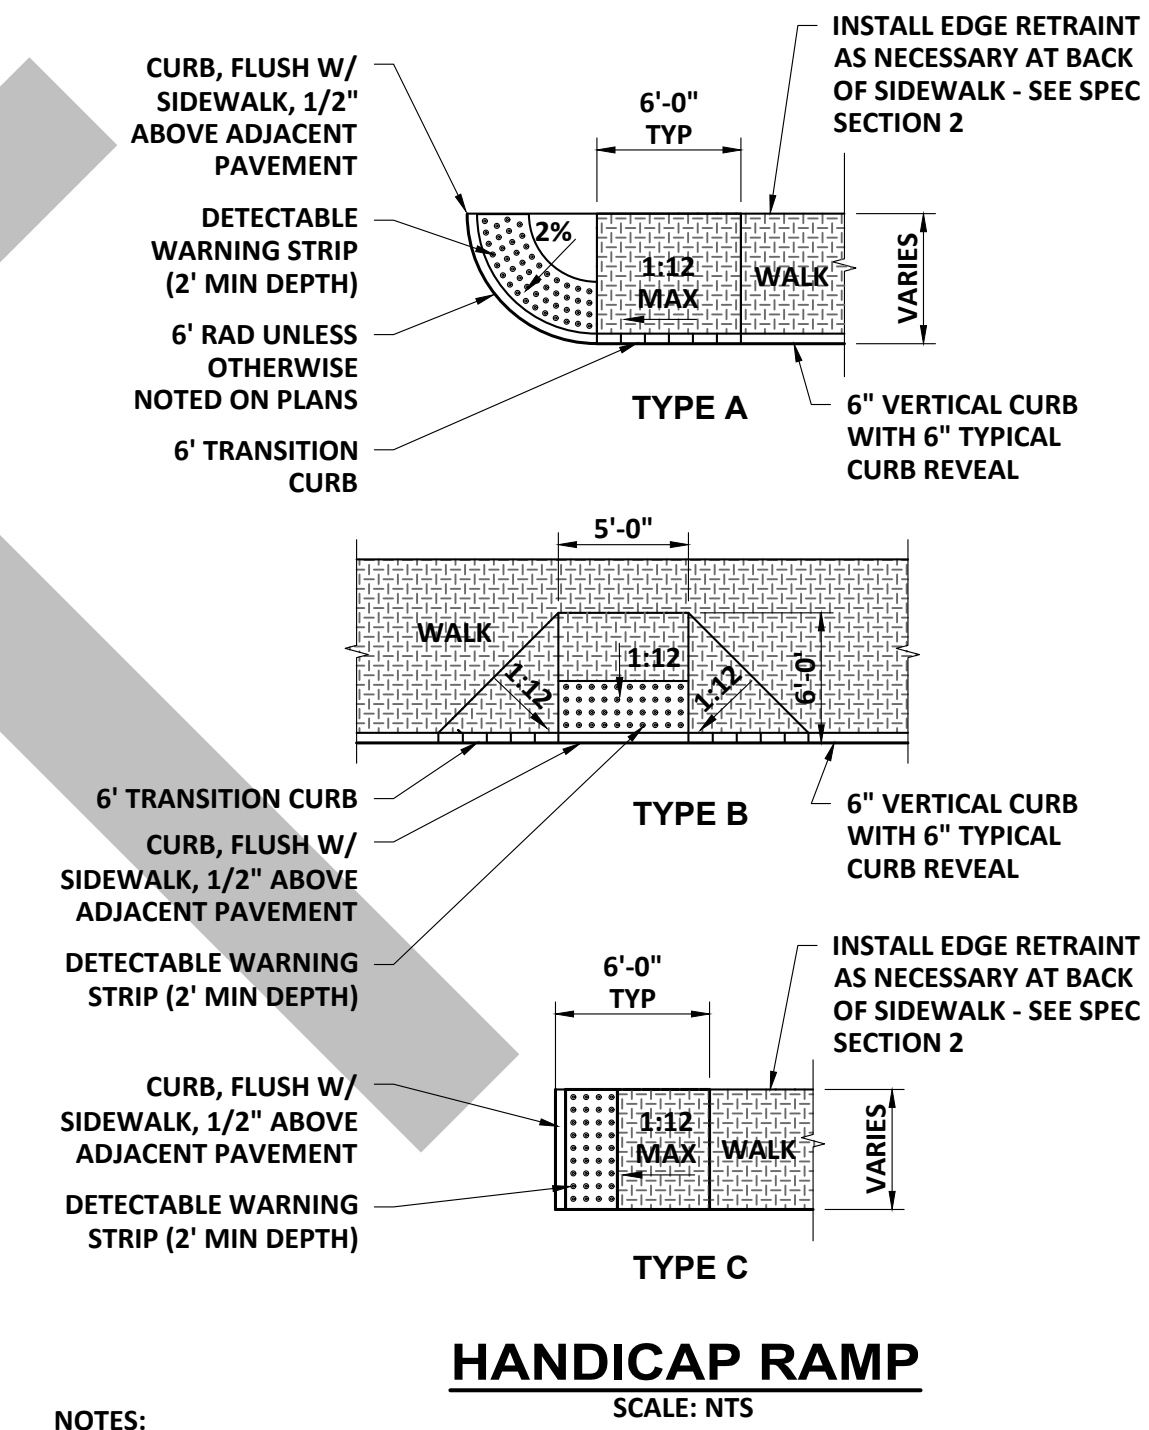 INSTALL EDGE RETRAINT
AS NECESSARY AT BACK
OF SIDEWALK - SEE SPEC
SECTION 2
CURB, FLUSH W/
SIDEWALK, 1/2"
ABOVE ADJACENT
PAVEMENT
6'-0"
TYP
DETECTABLE
WARNING STRIP
(2' MIN DEPTH)
2%
1:12
MAX
WALK
VARIES
6' RAD UNLESS
OTHERWISE
NOTED ON PLANS
TYPE A
6" VERTICAL CURB
WITH 6" TYPICAL
CURB REVEAL
6' TRANSITION
CURB
5'-0"
WALK
1:12
1:12
1:12
6'-0'
6' TRANSITION CURB
TYPE B
6" VERTICAL CURB
WITH 6" TYPICAL
CURB REVEAL
CURB, FLUSH W/
SIDEWALK, 1/2" ABOVE
ADJACENT PAVEMENT
DETECTABLE WARNING
STRIP (2' MIN DEPTH)
6'-0"
TYP
INSTALL EDGE RETRAINT
AS NECESSARY AT BACK
OF SIDEWALK - SEE SPEC
SECTION 2
CURB, FLUSH W/
SIDEWALK, 1/2" ABOVE
ADJACENT PAVEMENT
1:12
MAX
WALK
VARIES
DETECTABLE WARNING
STRIP (2' MIN DEPTH)
TYPE C
HANDICAP RAMP
SCALE: NTS
NOTES: